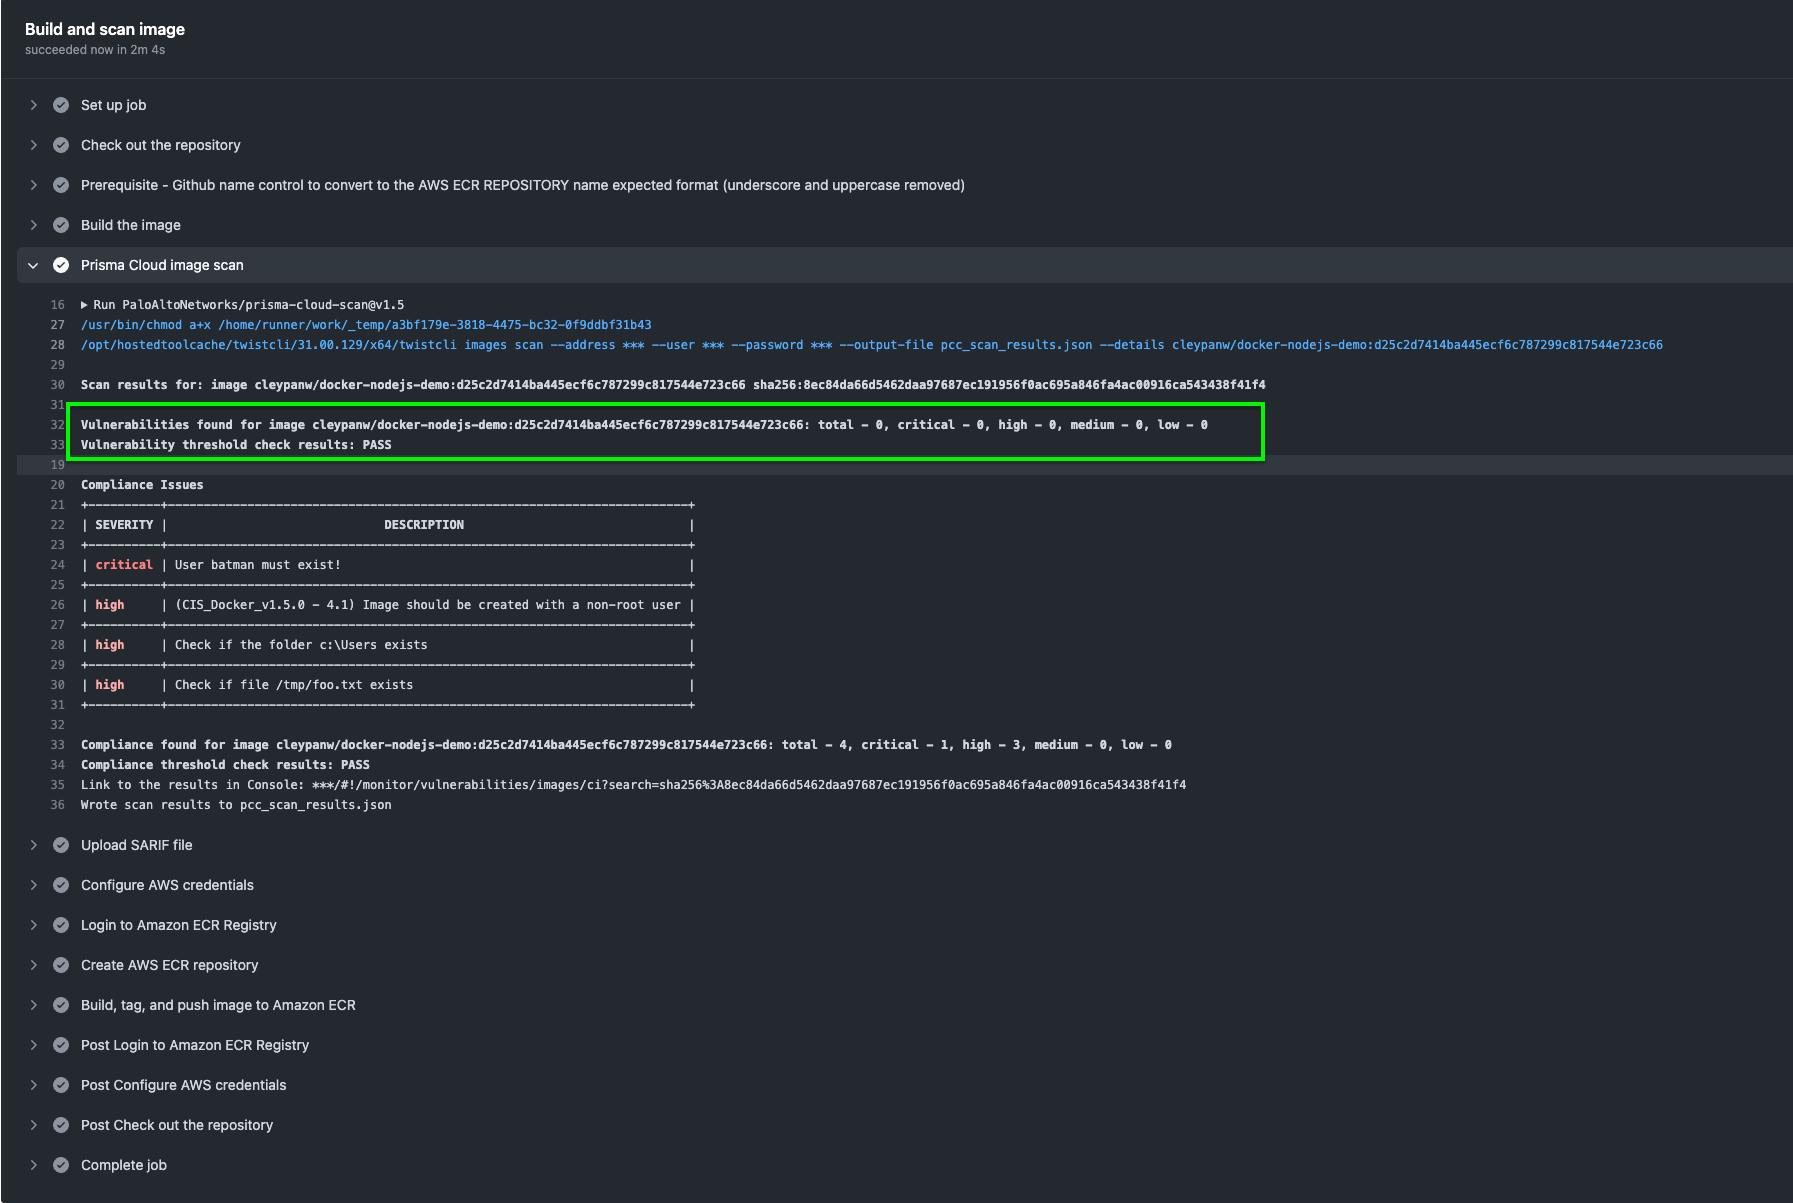 Build and scan image
succeeded now in 2m 4s
Set up job
Check out the repository
Prerequisite - Github name control to convert to the AWS ECR REPOSITORY name expected format (underscore and uppercase removed)
Build the image
Prisma Cloud image scan
16 ▶ Run PaloAltoNetworks/prisma-cloud-scan@v1.5
27 /usr/bin/chmod a+x /home/runner/work/_temp/a3bf179e-3818-4475-bc32-0f9ddbf31b43
28 /opt/hostedtoolcache/twistcli/31.00.129/x64/twistcli images scan --address *** --user *** --password *** --output-file pcc_scan_results.json --details cleypanw/docker-nodejs-demo:d25c2d7414ba445ecf6c787299c817544e723c66
29
30 Scan results for: image cleypanw/docker-nodejs-demo:d25c2d7414ba445ecf6c787299c817544e723c66 sha256:8ec84da66d5462daa97687ec191956f0ac695a846fa4ac00916ca543438f41f4
31
32 Vulnerabilities found for image cleypanw/docker-nodejs-demo:d25c2d7414ba445ecf6c787299c817544e723c66: total - 0, critical - 0, high - 0, medium - 0, low - 0
33 Vulnerability threshold check results: PASS
19
20 Compliance Issues
21 +----------+------------------------------------------------------------------------+
22 | SEVERITY |                              DESCRIPTION                               |
23 +----------+------------------------------------------------------------------------+
24 | critical | User batman must exist!                                                |
25 +----------+------------------------------------------------------------------------+
26 | high     | (CIS_Docker_v1.5.0 - 4.1) Image should be created with a non-root user |
27 +----------+------------------------------------------------------------------------+
28 | high     | Check if the folder c:\Users exists                                    |
29 +----------+------------------------------------------------------------------------+
30 | high     | Check if file /tmp/foo.txt exists                                      |
31 +----------+------------------------------------------------------------------------+
32
33 Compliance found for image cleypanw/docker-nodejs-demo:d25c2d7414ba445ecf6c787299c817544e723c66: total - 4, critical - 1, high - 3, medium - 0, low - 0
34 Compliance threshold check results: PASS
35 Link to the results in Console: ***/#!/monitor/vulnerabilities/images/ci?search=sha256%3A8ec84da66d5462daa97687ec191956f0ac695a846fa4ac00916ca543438f41f4
36 Wrote scan results to pcc_scan_results.json
Upload SARIF file
Configure AWS credentials
Login to Amazon ECR Registry
Create AWS ECR repository
Build, tag, and push image to Amazon ECR
Post Login to Amazon ECR Registry
Post Configure AWS credentials
Post Check out the repository
Complete job